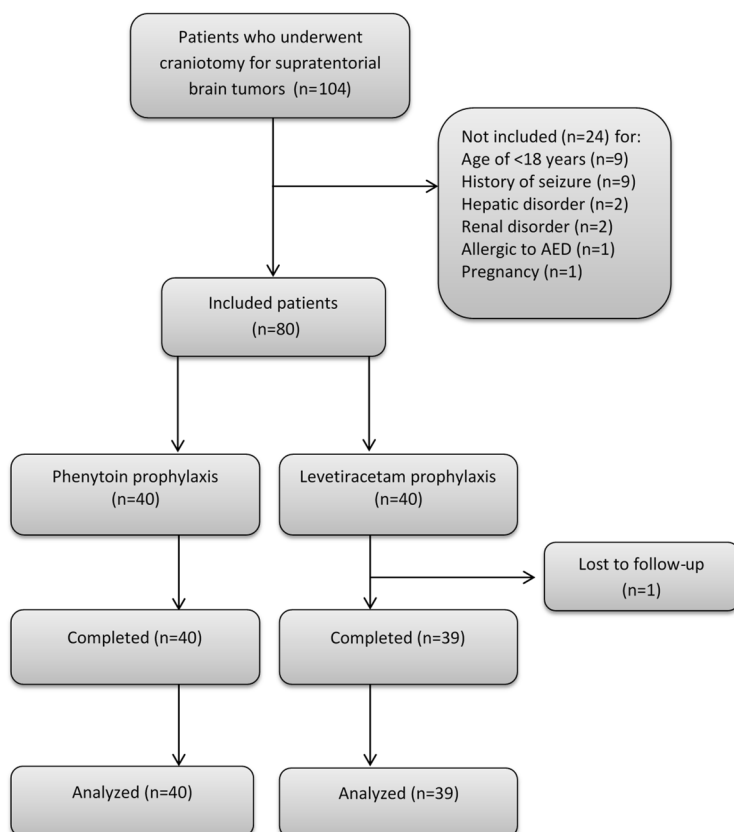 Patients who underwent
craniotomy for supratentorial
brain tumors (n=104)
Not included (n=24) for:
Age of <18 years (n=9)
History of seizure (n=9)
Hepatic disorder (n=2)
Renal disorder (n=2)
Allergic to AED (n=1)
Pregnancy (n=1)
Included patients
(n=80)
Phenytoin prophylaxis
(n=40)
Levetiracetam prophylaxis
(n=40)
Lost to follow-up
(n=1)
Completed (n=40)
Completed (n=39)
Analyzed (n=40)
Analyzed (n=39)